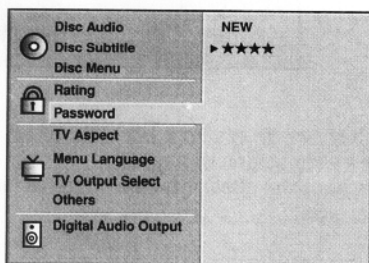 Disc Audio
Disc Subtitle
Disc Menu
Rating
Password
TV Aspect
Menu Language
TV Output Select
Others
Digital Audio Output
NEW
▸★★★★